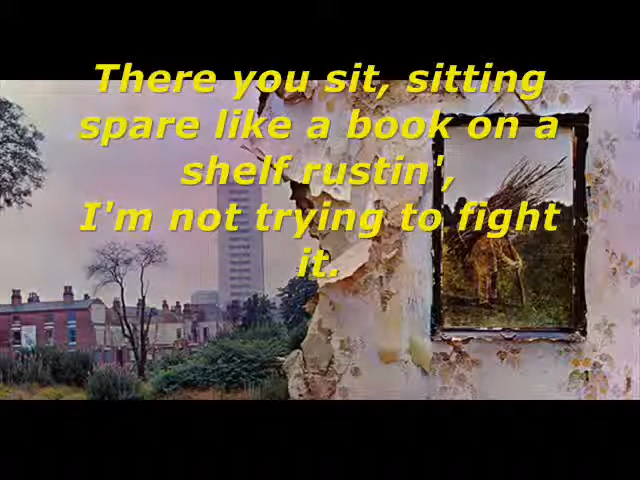 There you sit, sitting
spare like a book on a
shelf rustin',
I'm not trying to fight
it.